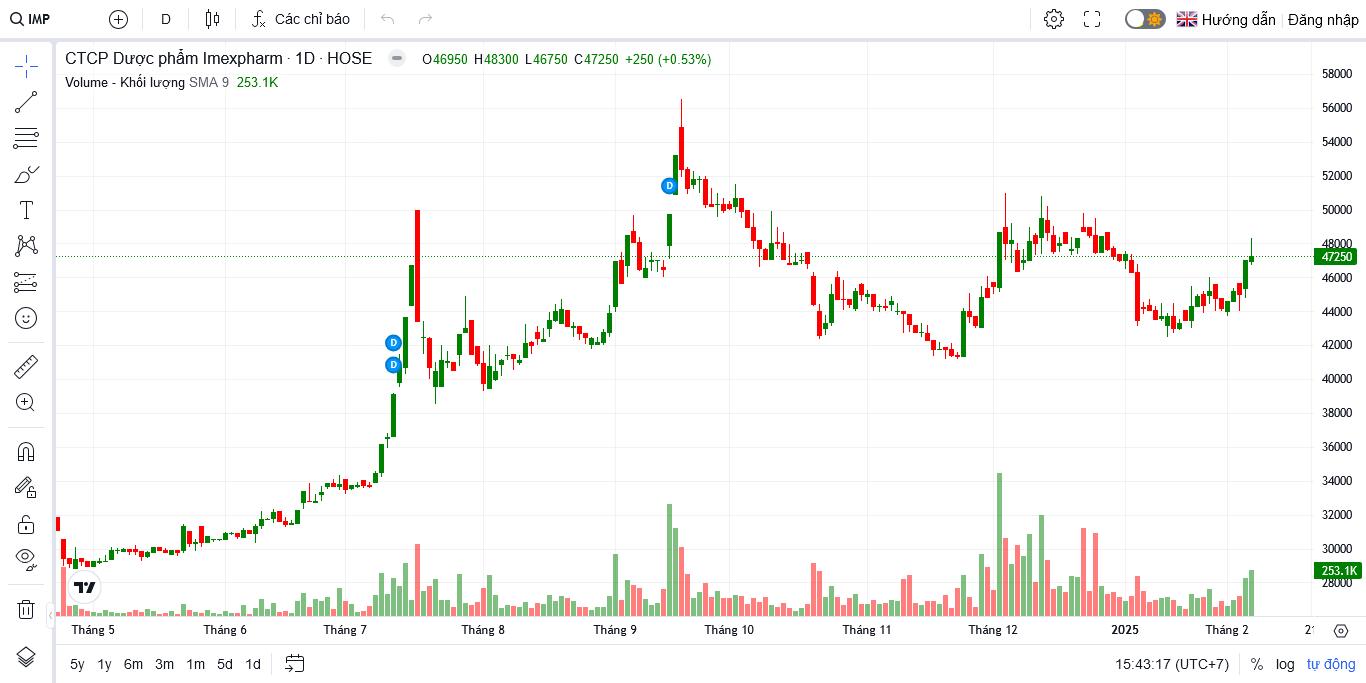 IMP D Các chỉ báo Hướng dẫn Đăng nhập
CTCP Dược phẩm Imexpharm · 1D · HOSE O46950 H48300 L46750 C47250 +250 (+0.53%)
Volume - Khối lượng SMA 9 253.1K
58000
56000
54000
52000
50000
48000
47250
46000
44000
42000
40000
38000
36000
34000
32000
30000
253.1K
28000
D
D
D
Tháng 5 Tháng 6 Tháng 7 Tháng 8 Tháng 9 Tháng 10 Tháng 11 Tháng 12 2025 Tháng 2
5y 1y 6m 3m 1m 5d 1d 15:43:17 (UTC+7) % log tự động